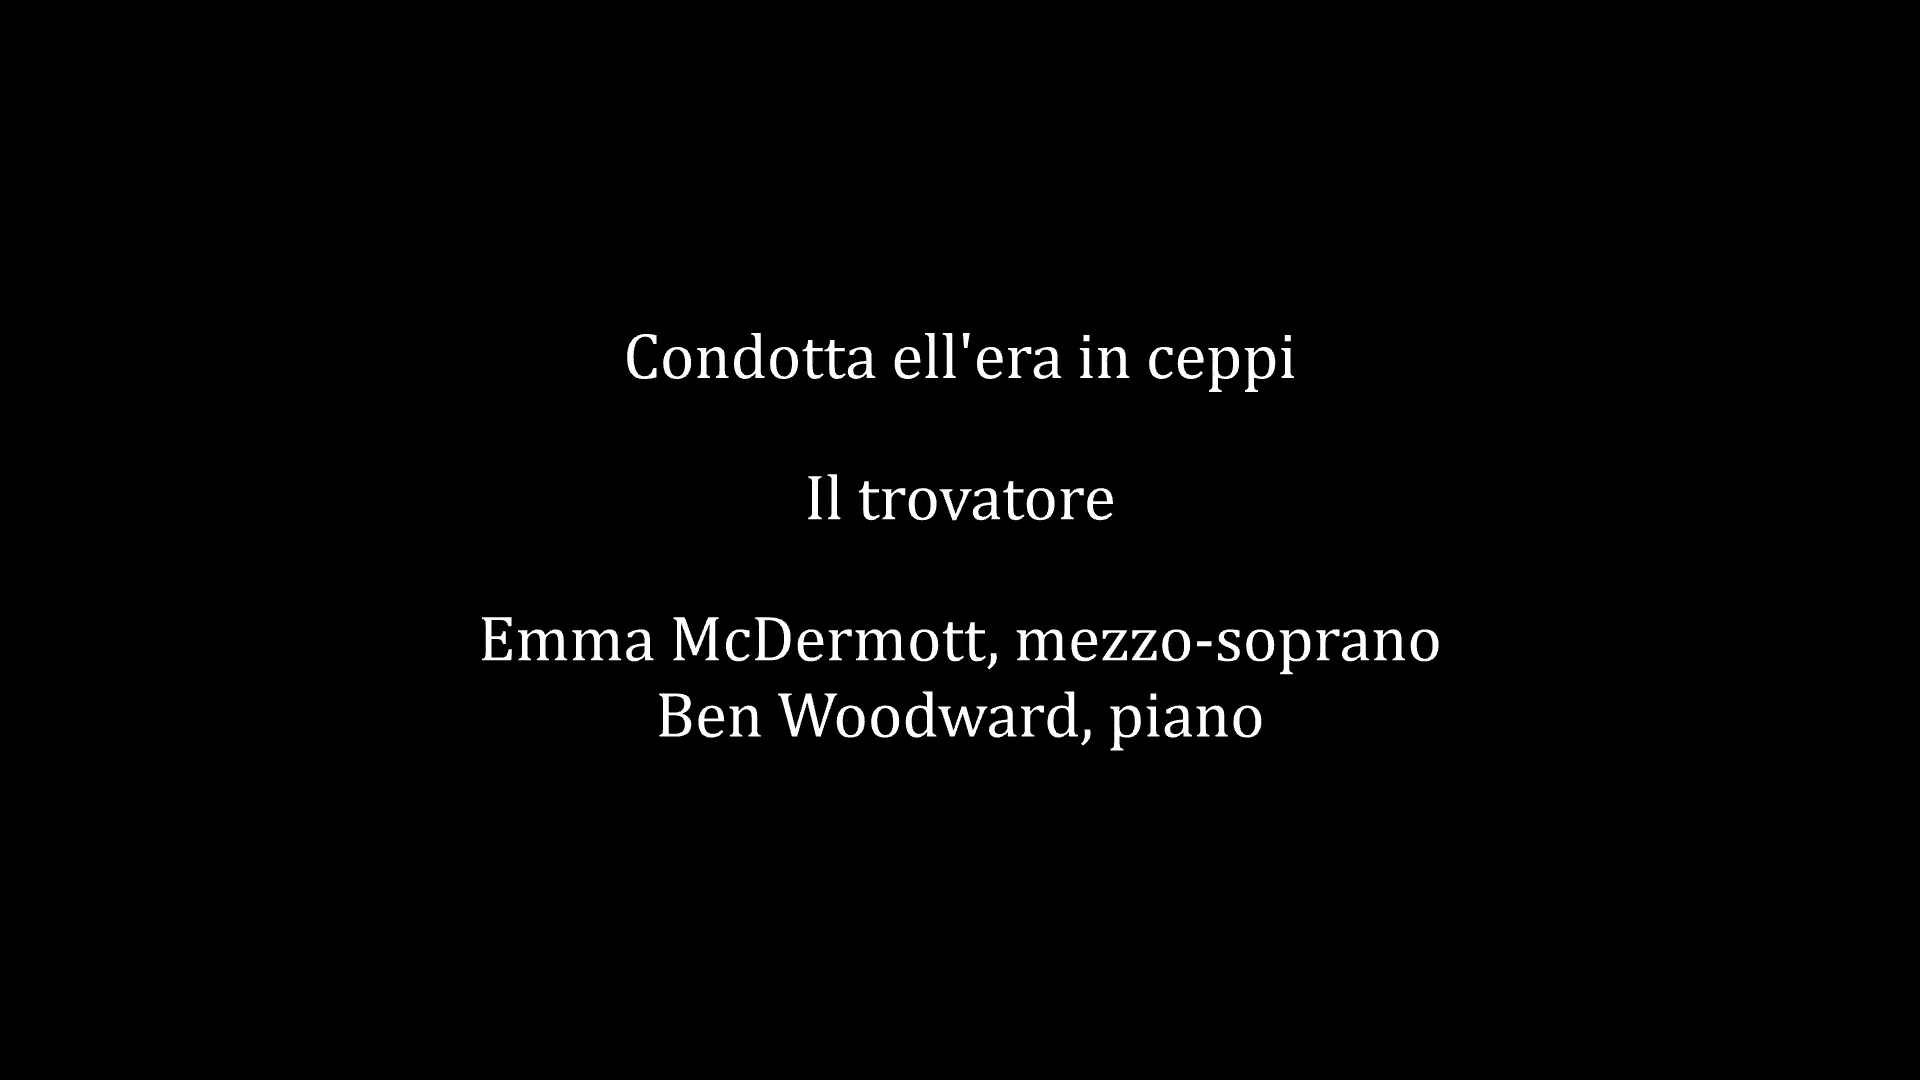 Condotta ell'era in ceppi
Il trovatore
Emma McDermott, mezzo-soprano
Ben Woodward, piano